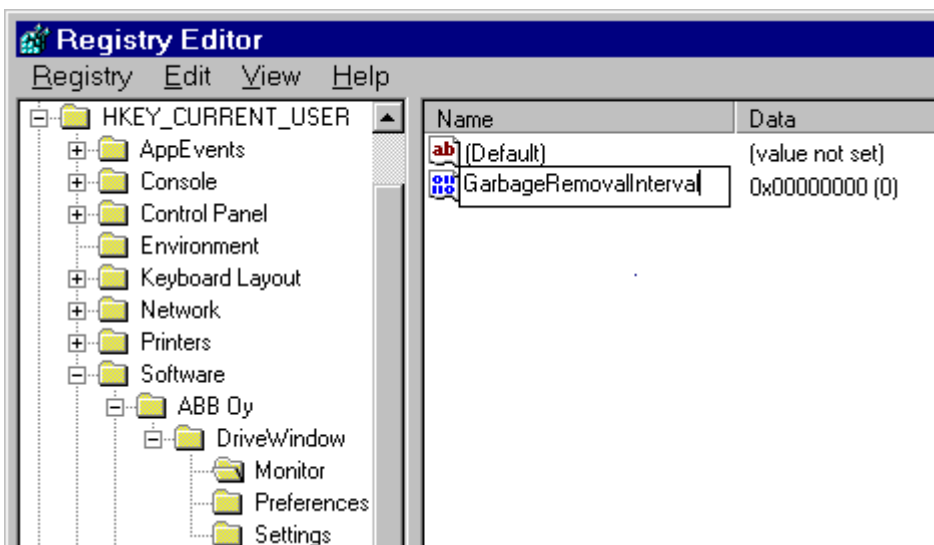 Registry Editor
Registry Edit View Help
HKEY_CURRENT_USER
AppEvents
Console
Control Panel
Environment
Keyboard Layout
Network
Printers
Software
ABB Oy
DriveWindow
Monitor
Preferences
Settings
Name Data
ab (Default) (value not set)
GarbageRemovalInterval 0x00000000 (0)